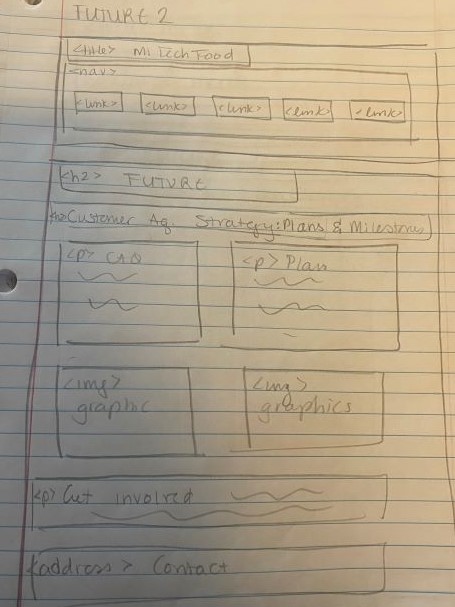 FUTURE 2
<title> Mi Tech Food
<nav>
<link> <link> <link> <link> <link>
<h2> FUTURE
<h2>Customer Aq. Strategy: Plans & Milestones
<p> CAQ <p> Plan
<img> <img>
graphic graphics
<p> Get involved
<address> Contact